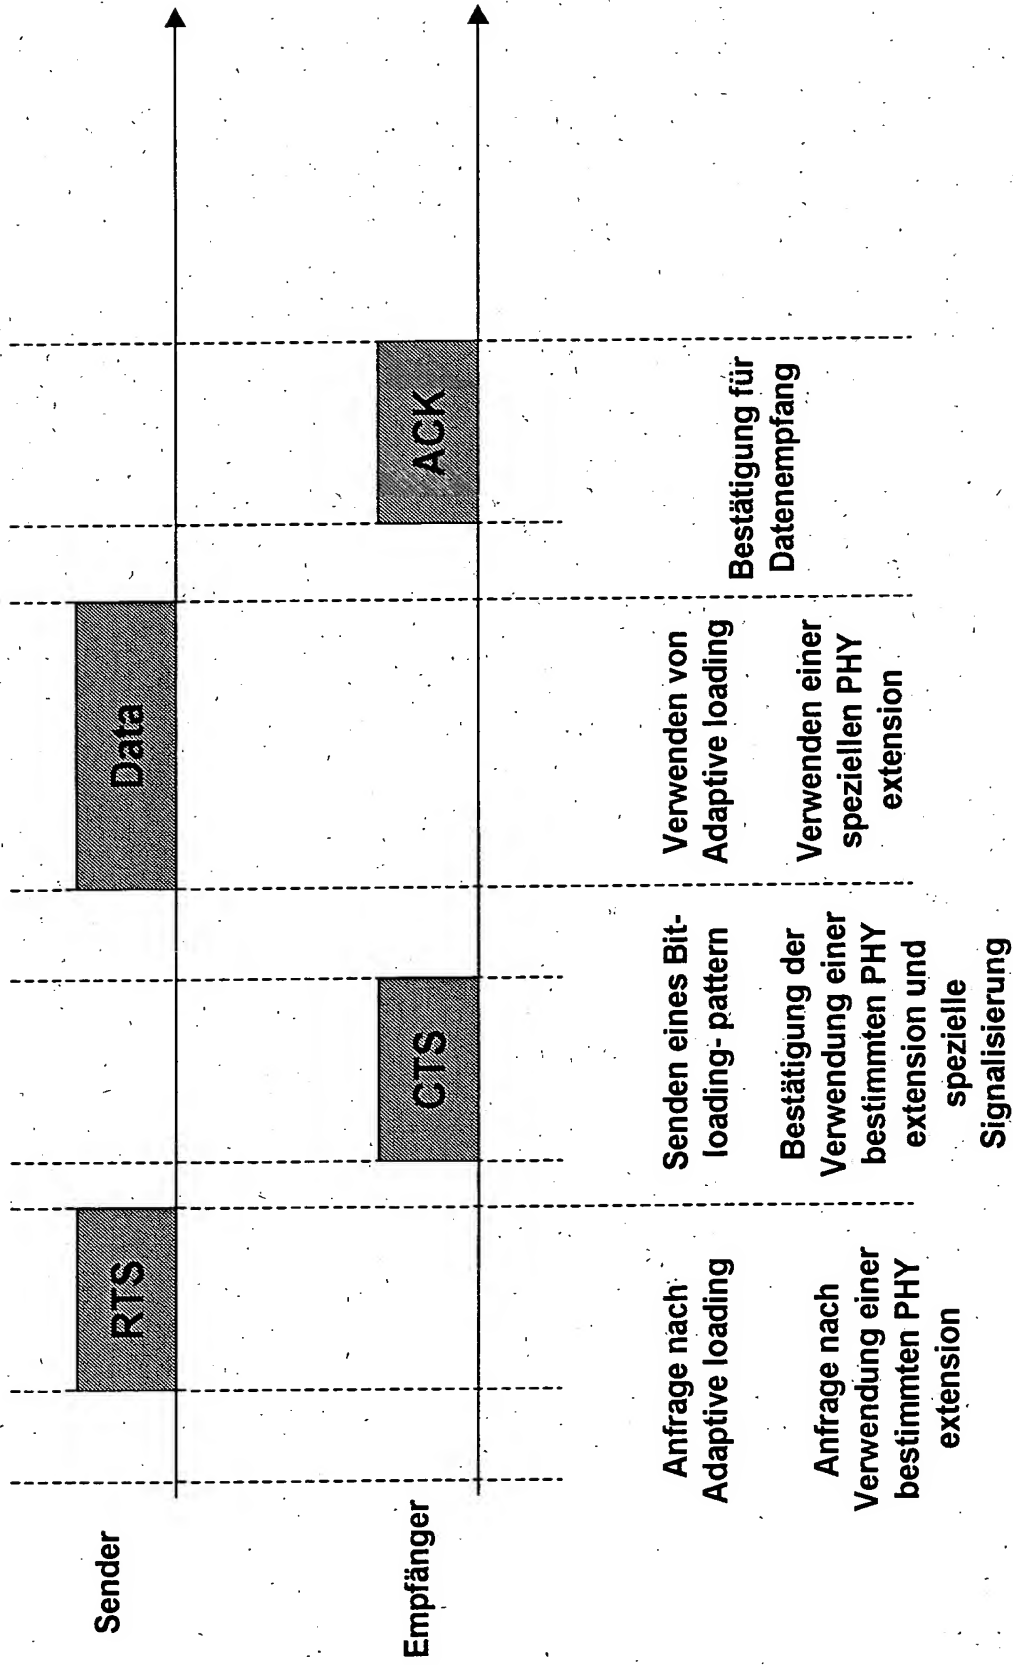 Sender
RTS
Data
Empfänger
CTS
ACK
Anfrage nach
Adaptive loading
Anfrage nach
Verwendung einer
bestimmten PHY
extension
Senden eines Bit-
loading- pattern
Bestätigung der
Verwendung einer
bestimmten PHY
extension und
spezielle
Signalisierung
Verwenden von
Adaptive loading
Verwenden einer
speziellen PHY
extension
Bestätigung für
Datenempfang